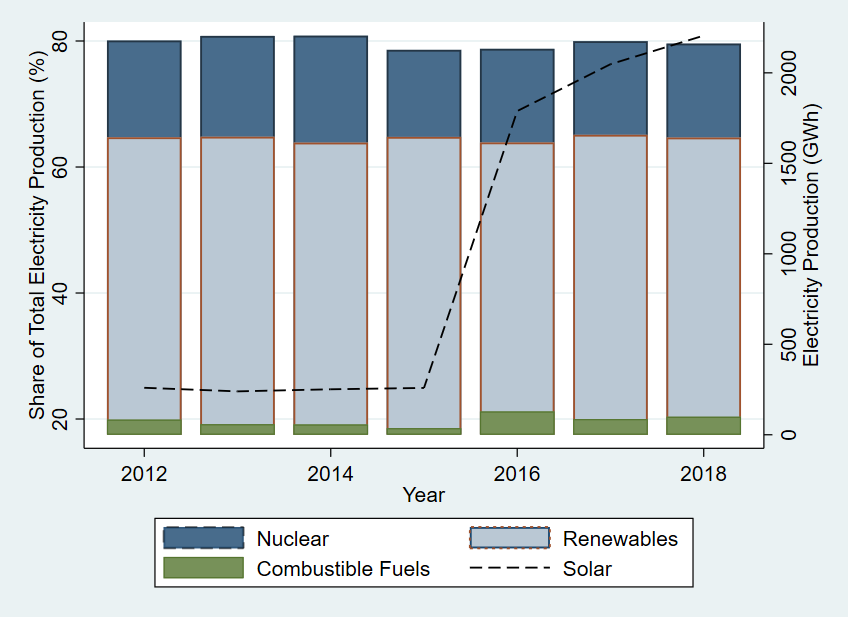 Share of Total Electricity Production (%)
80
60
40
20
2000
1500
1000
500
0
Electricity Production (GWh)
2012 2014 2016 2018
Year
Nuclear Renewables
Combustible Fuels Solar